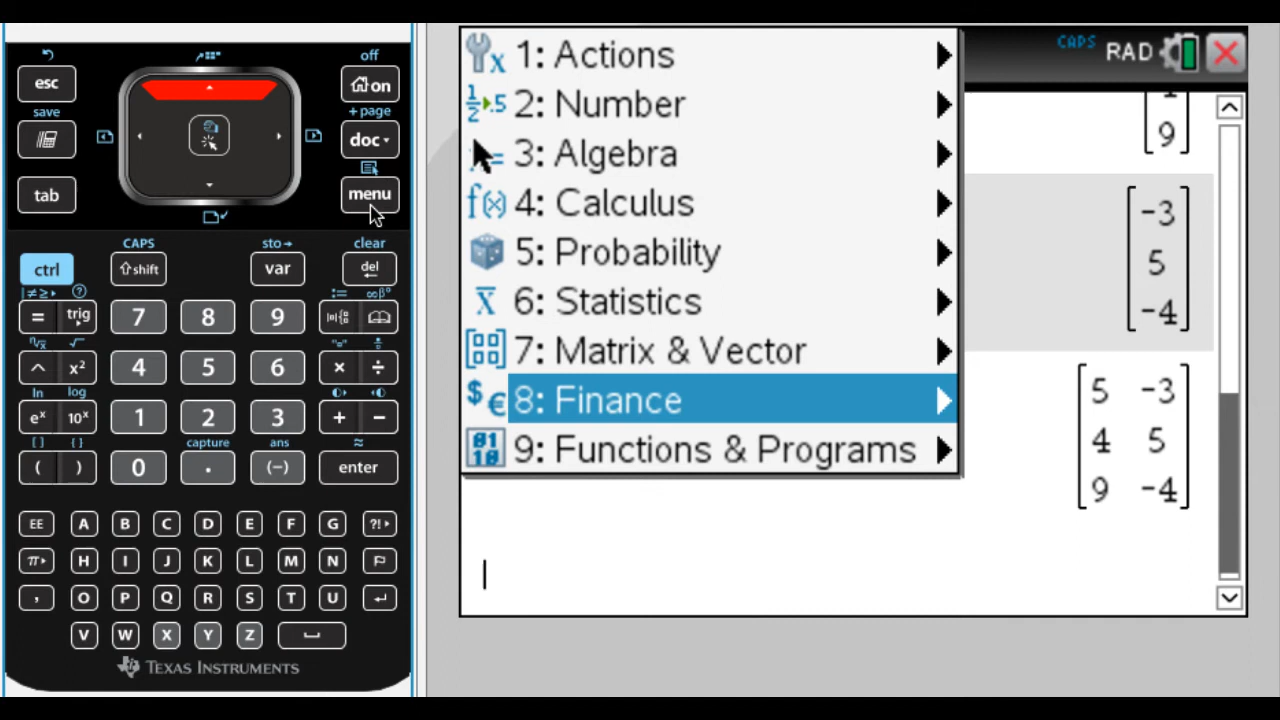 off
esc
on
save
+ page
doc
tab
menu
CAPS
sto→
clear
ctrl
⇧shift
var
del
|≠≥▸
:=
∞β°
=
trig
7
8
9
|□|{
ⁿ√x
√
"□"
^
x²
4
5
6
×
÷
ln
log
eˣ
10ˣ
1
2
3
+
−
[ ]
{ }
capture
ans
≈
(
)
0
.
(−)
enter
EE
A
B
C
D
E
F
G
?!▸
π▸
H
I
J
K
L
M
N
,
O
P
Q
R
S
T
U
V
W
X
Y
Z
TEXAS INSTRUMENTS
1: Actions
2: Number
3: Algebra
4: Calculus
5: Probability
6: Statistics
7: Matrix & Vector
8: Finance
9: Functions & Programs
CAPS RAD
9
-3
5
-4
5 -3
4 5
9 -4